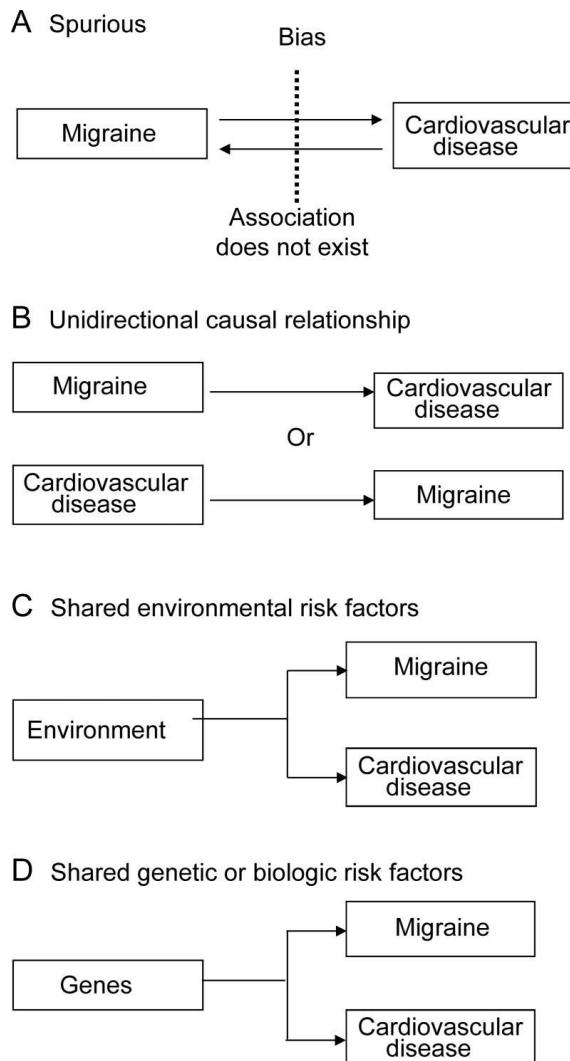 A Spurious
Bias
Migraine
Cardiovascular
disease
Association
does not exist
B Unidirectional causal relationship
Migraine
Cardiovascular
disease
Or
Cardiovascular
disease
Migraine
C Shared environmental risk factors
Migraine
Environment
Cardiovascular
disease
D Shared genetic or biologic risk factors
Migraine
Genes
Cardiovascular
disease